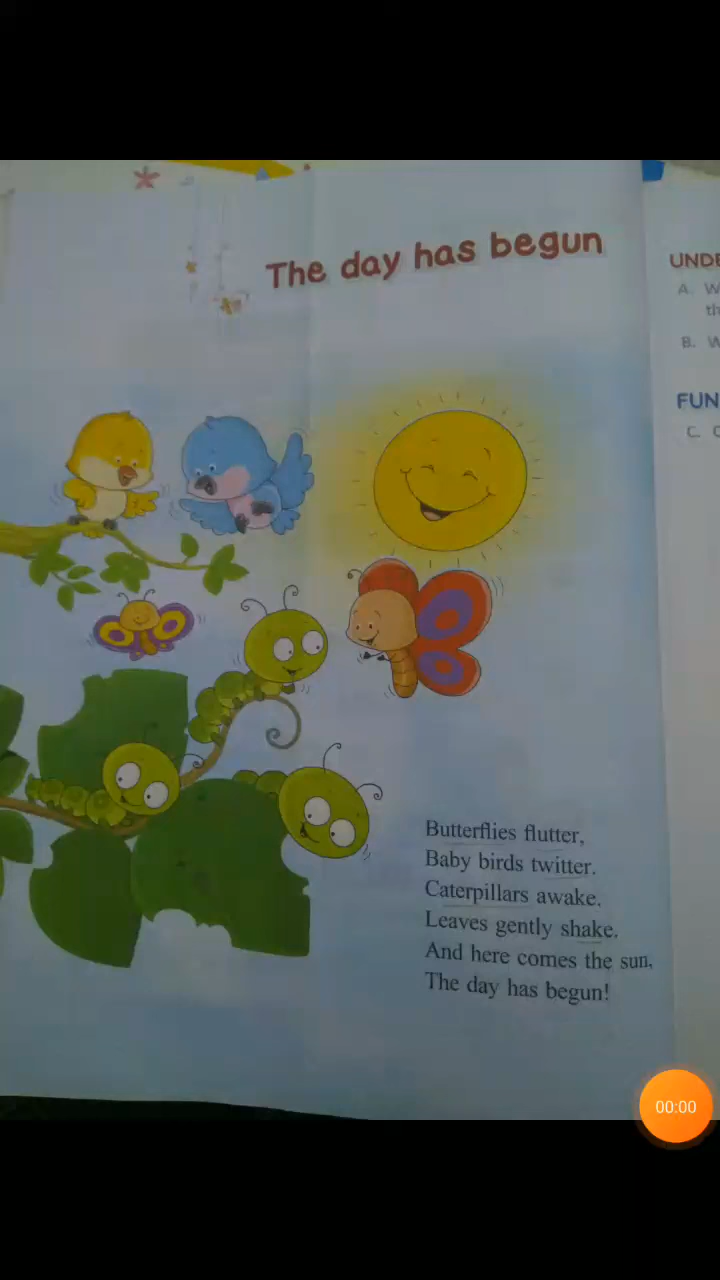 The day has begun
Butterflies flutter,
Baby birds twitter.
Caterpillars awake.
Leaves gently shake.
And here comes the sun,
The day has begun!
UNDE
A. W
th
B. W
FUN
C. C
00:00